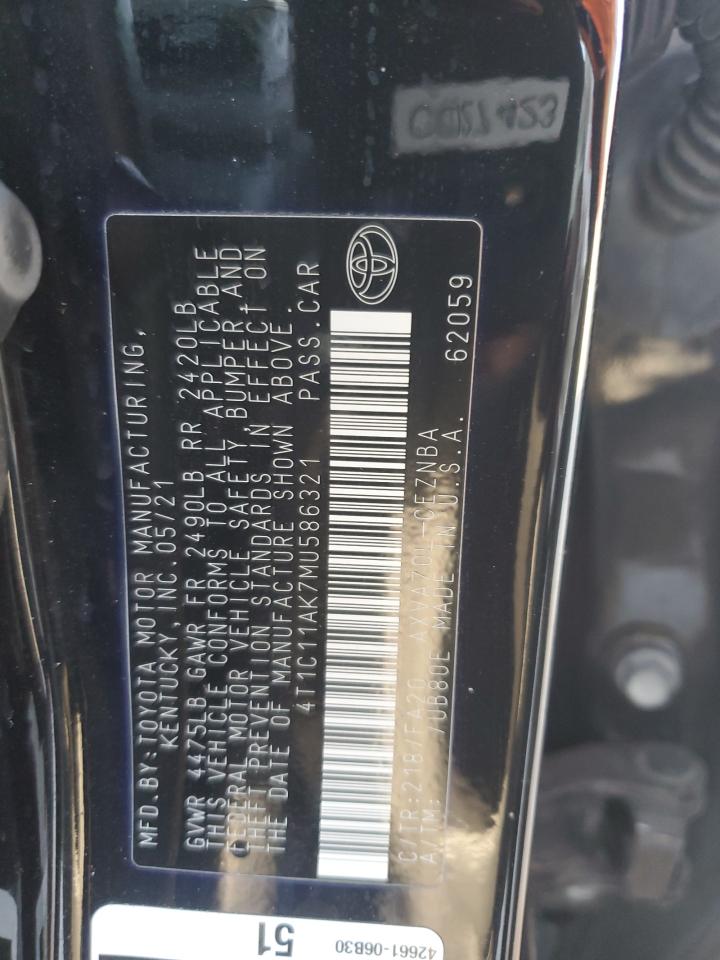 MFD.BY:TOYOTA MOTOR MANUFACTURING,
KENTUCKY, INC. 05/21
GVWR 4475LB GAWR FR 2490LB RR 2420LB
THIS VEHICLE CONFORMS TO ALL APPLICABLE
FEDERAL MOTOR VEHICLE SAFETY, BUMPER, AND
THEFT PREVENTION STANDARDS IN EFFECT ON
THE DATE OF MANUFACTURE SHOWN ABOVE.
4T1C11AK7MU586321 PASS.CAR
C/TR:218/FA20 AXVA70L-CEZNBA
A/TM: /UB80E MADE IN U.S.A. 62059
51
42661-06B30